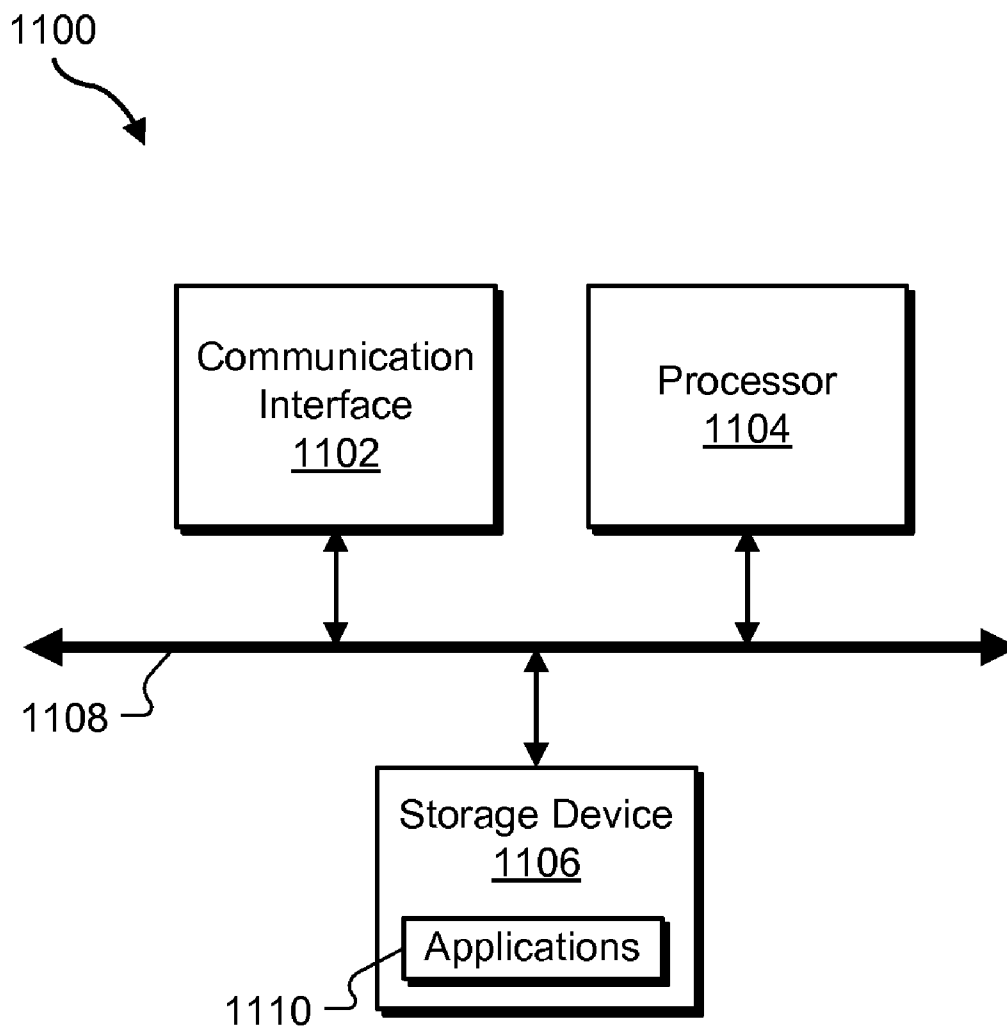 1100
Communication
Interface
1102
Processor
1104
1108
Storage Device
1106
Applications
1110